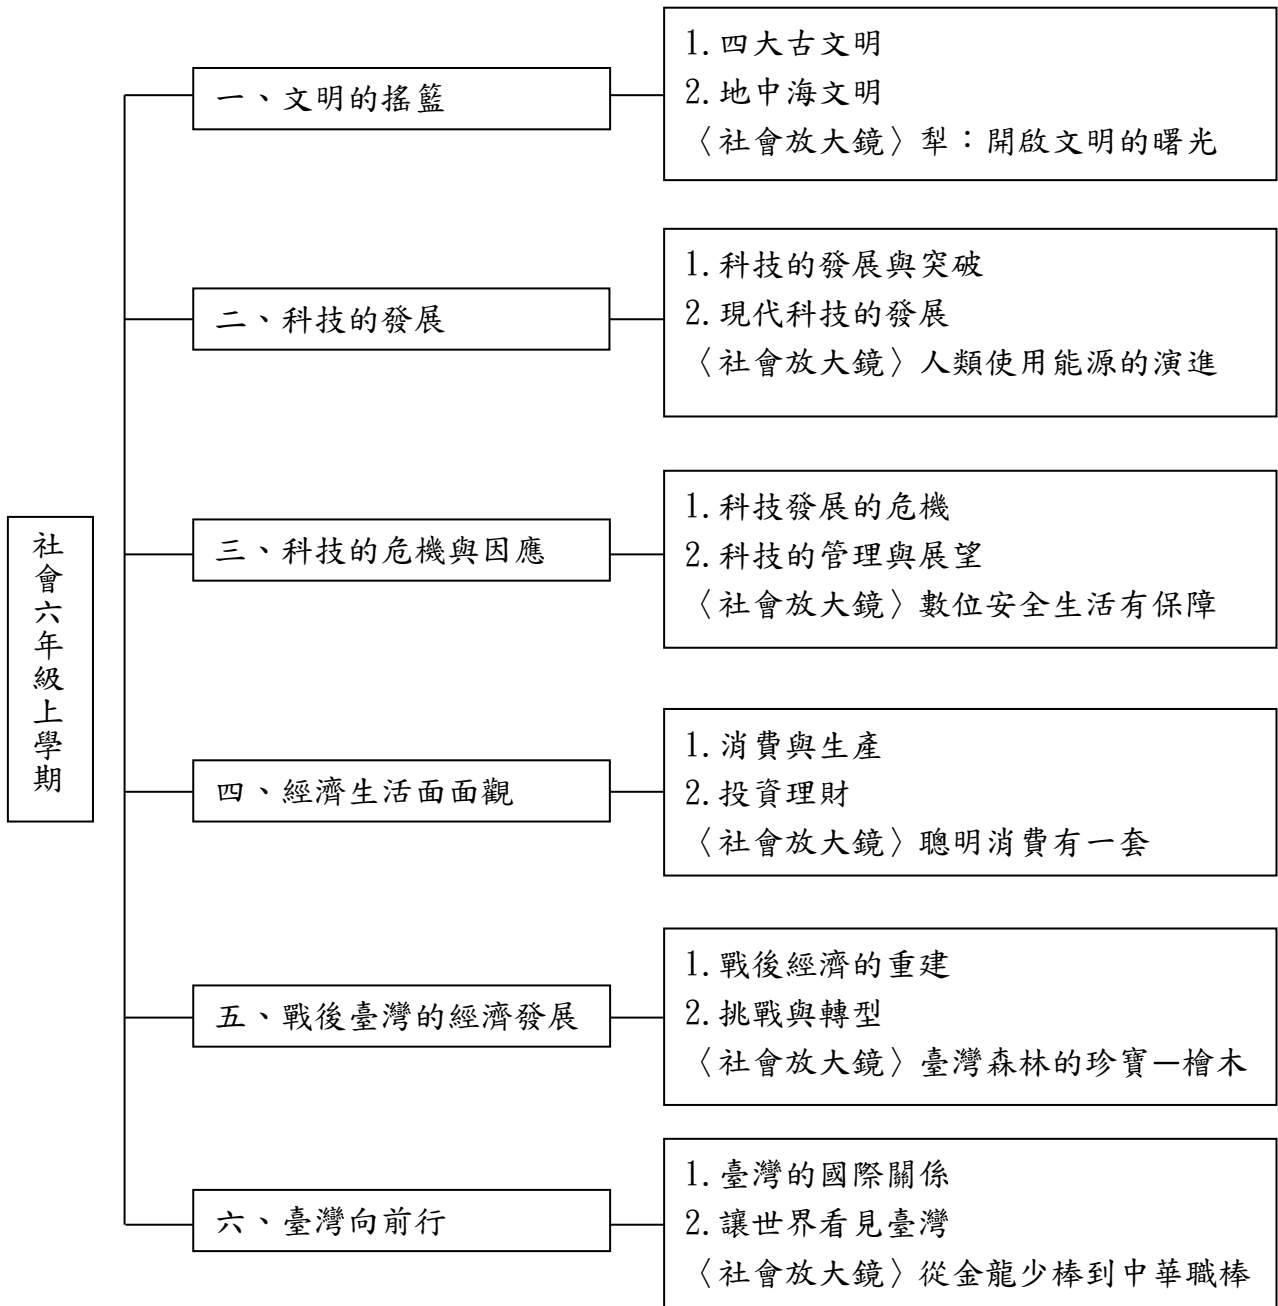 社會六年級上學期
一、文明的搖籃
1.四大古文明
2.地中海文明
〈社會放大鏡〉犁：開啟文明的曙光
二、科技的發展
1.科技的發展與突破
2.現代科技的發展
〈社會放大鏡〉人類使用能源的演進
三、科技的危機與因應
1.科技發展的危機
2.科技的管理與展望
〈社會放大鏡〉數位安全生活有保障
四、經濟生活面面觀
1.消費與生產
2.投資理財
〈社會放大鏡〉聰明消費有一套
五、戰後臺灣的經濟發展
1.戰後經濟的重建
2.挑戰與轉型
〈社會放大鏡〉臺灣森林的珍寶—檜木
六、臺灣向前行
1.臺灣的國際關係
2.讓世界看見臺灣
〈社會放大鏡〉從金龍少棒到中華職棒